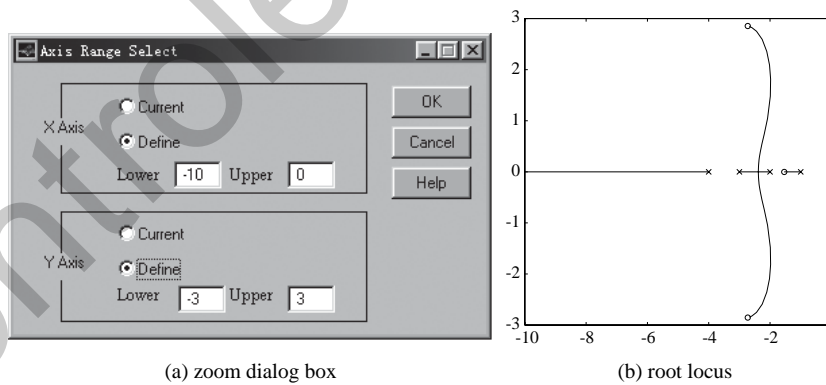 Axis Range Select
X Axis
Current
Define
Lower -10 Upper 0
Y Axis
Current
Define
Lower -3 Upper 3
OK
Cancel
Help
(a) zoom dialog box
3
2
1
0
-1
-2
-3
-10 -8 -6 -4 -2
(b) root locus
ntrole